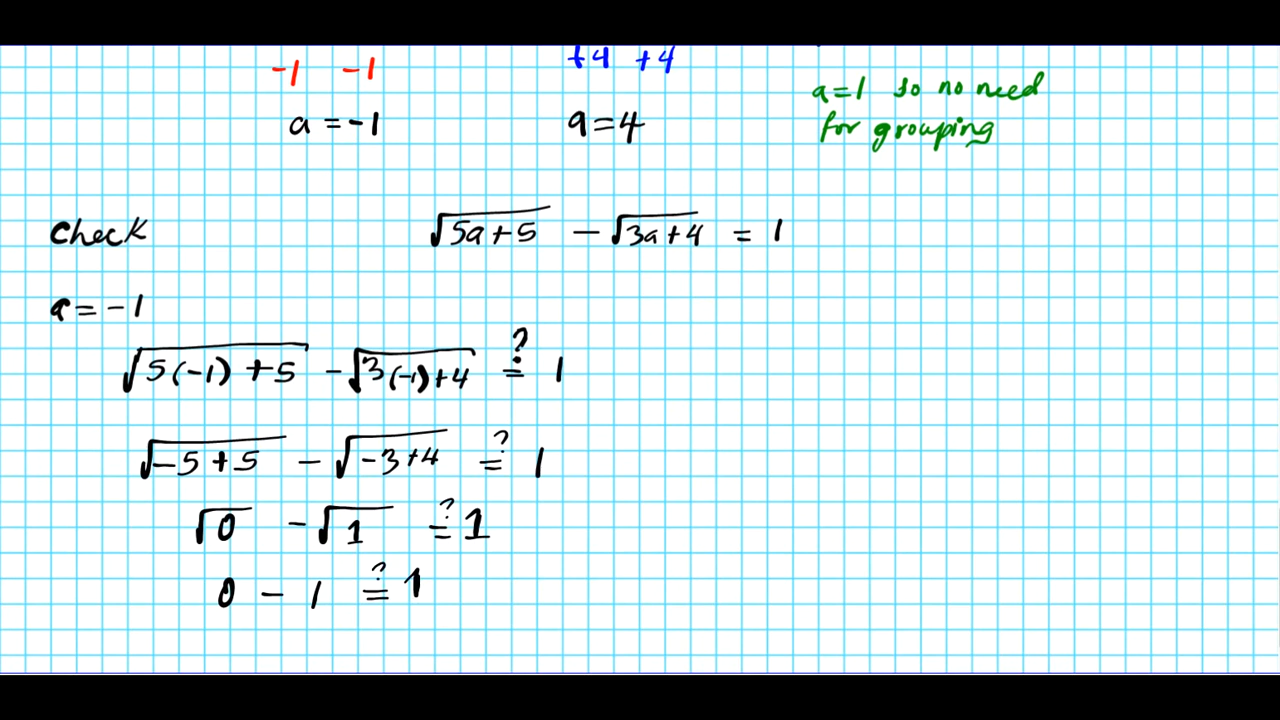 -1 -1 +4 +4
a = -1 a = 4 a=1 so no need
for grouping
Check √(5a+5) - √(3a+4) = 1
a = -1
√(5(-1)+5) - √(3(-1)+4) ?= 1
√(-5+5) - √(-3+4) ?= 1
√0 - √1 ?= 1
0 - 1 ?= 1